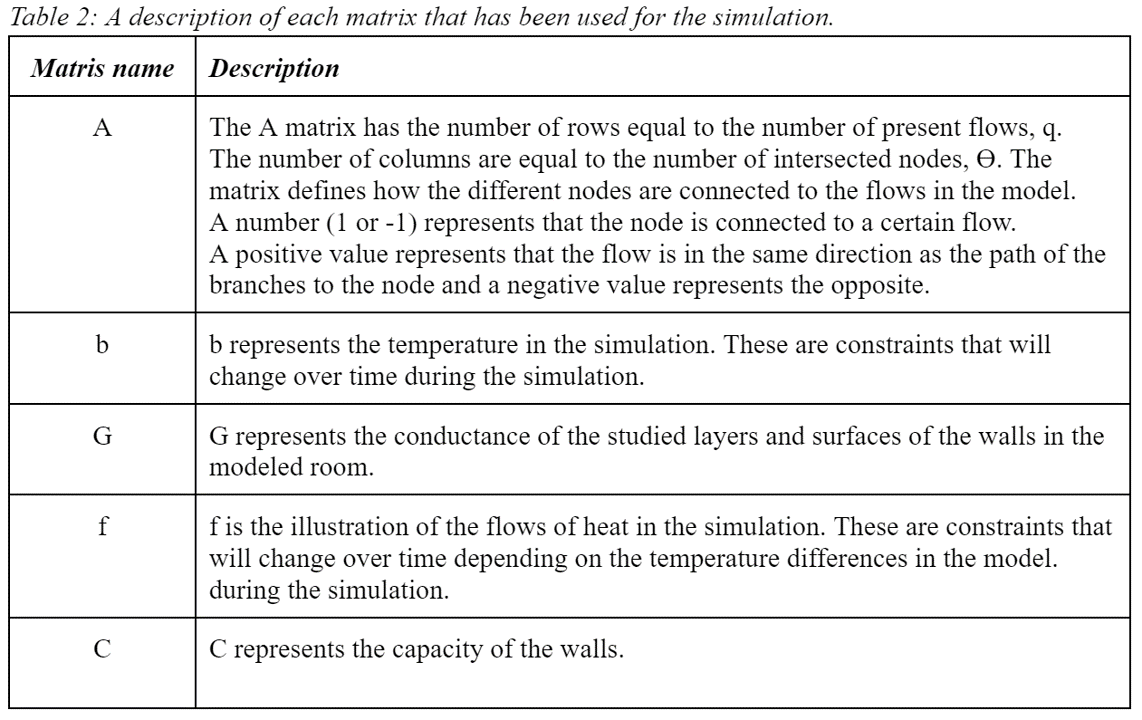 Table 2: A description of each matrix that has been used for the simulation.
Matris name
Description
A
The A matrix has the number of rows equal to the number of present flows, q.
The number of columns are equal to the number of intersected nodes, Θ. The
matrix defines how the different nodes are connected to the flows in the model.
A number (1 or -1) represents that the node is connected to a certain flow.
A positive value represents that the flow is in the same direction as the path of the
branches to the node and a negative value represents the opposite.
b
b represents the temperature in the simulation. These are constraints that will
change over time during the simulation.
G
G represents the conductance of the studied layers and surfaces of the walls in the
modeled room.
f
f is the illustration of the flows of heat in the simulation. These are constraints that
will change over time depending on the temperature differences in the model.
during the simulation.
C
C represents the capacity of the walls.